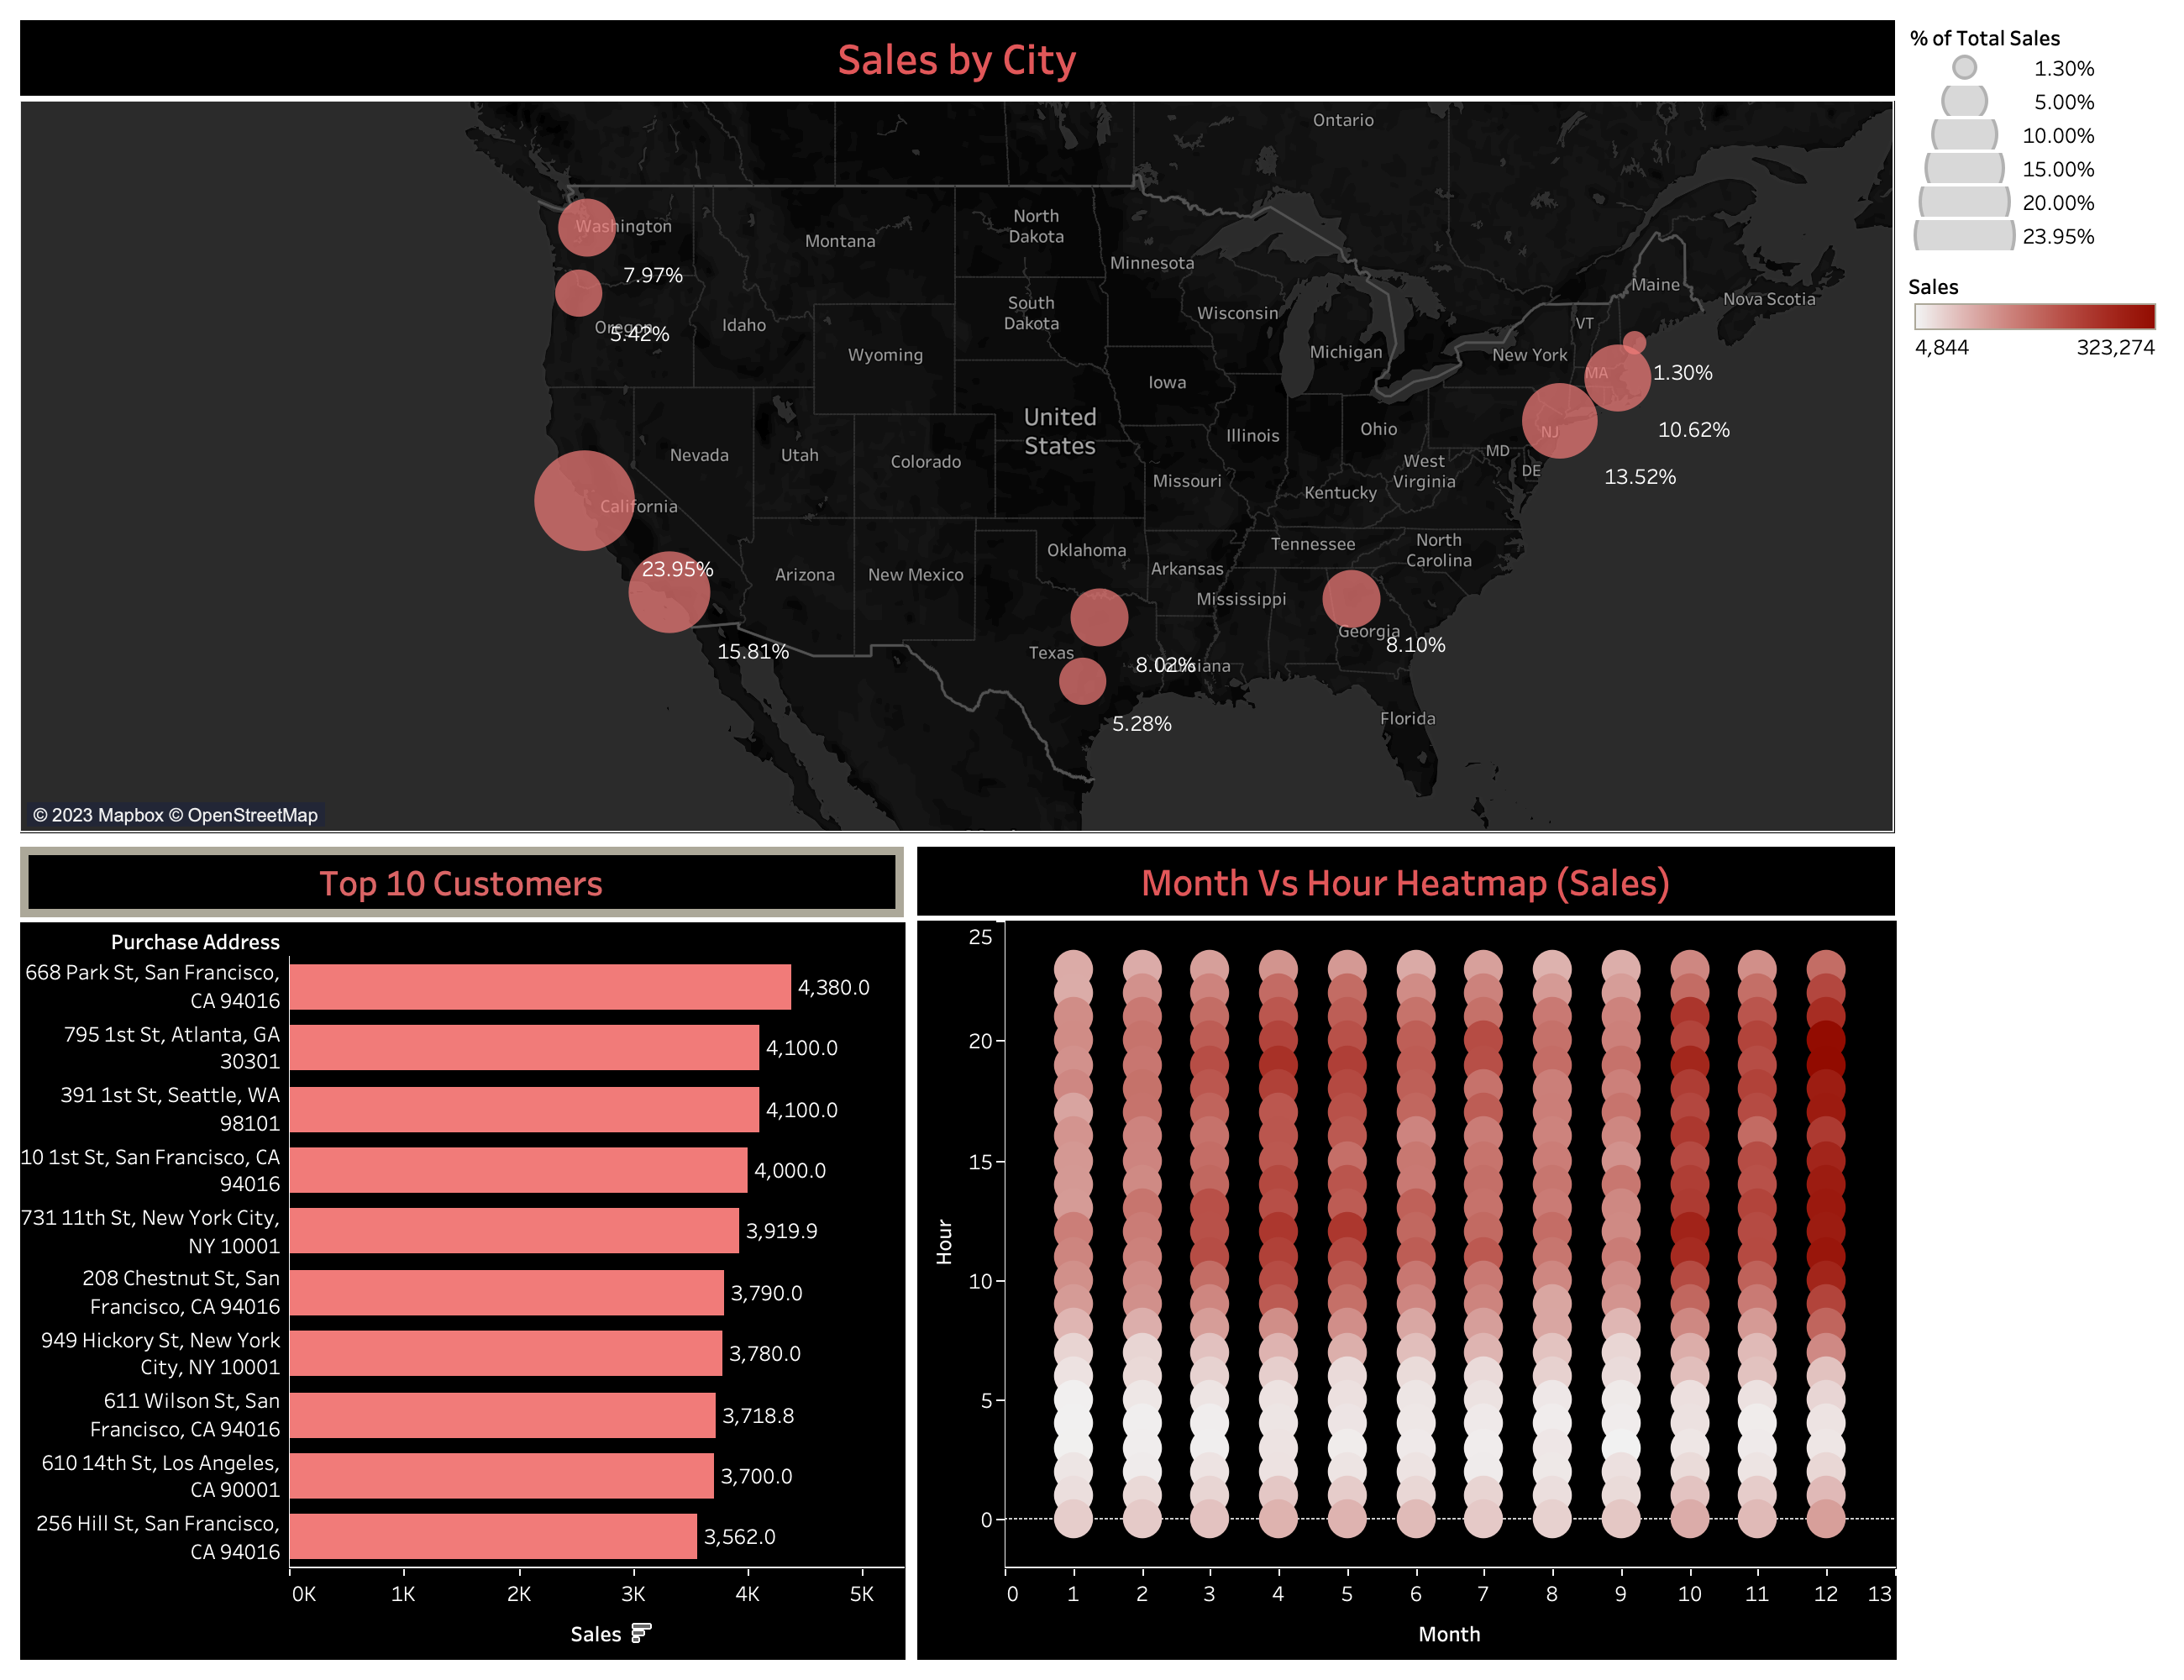 Sales by City
% of Total Sales
1.30%
5.00%
10.00%
15.00%
20.00%
23.95%
Sales
4,844 323,274
Ontario
Washington
Montana
North
Dakota
Minnesota
7.97%
Oregon
5.42%
Idaho
South
Dakota
Wisconsin
Wyoming
Michigan
New York
VT
Maine
Nova Scotia
MA
1.30%
Iowa
United
States
Nevada
Utah
Colorado
Illinois
Ohio
NJ
10.62%
MD
DE
13.52%
West
Virginia
Missouri
Kentucky
California
23.95%
Arizona
New Mexico
Oklahoma
Arkansas
Tennessee
North
Carolina
Mississippi
Georgia
8.10%
15.81%
Texas
8.02%
Louisiana
5.28%
Florida
© 2023 Mapbox © OpenStreetMap
Top 10 Customers
Purchase Address
668 Park St, San Francisco,
CA 94016
4,380.0
795 1st St, Atlanta, GA
30301
4,100.0
391 1st St, Seattle, WA
98101
4,100.0
10 1st St, San Francisco, CA
94016
4,000.0
731 11th St, New York City,
NY 10001
3,919.9
208 Chestnut St, San
Francisco, CA 94016
3,790.0
949 Hickory St, New York
City, NY 10001
3,780.0
611 Wilson St, San
Francisco, CA 94016
3,718.8
610 14th St, Los Angeles,
CA 90001
3,700.0
256 Hill St, San Francisco,
CA 94016
3,562.0
0K 1K 2K 3K 4K 5K
Sales
Month Vs Hour Heatmap (Sales)
25
20
15
10
5
0
Hour
0 1 2 3 4 5 6 7 8 9 10 11 12 13
Month